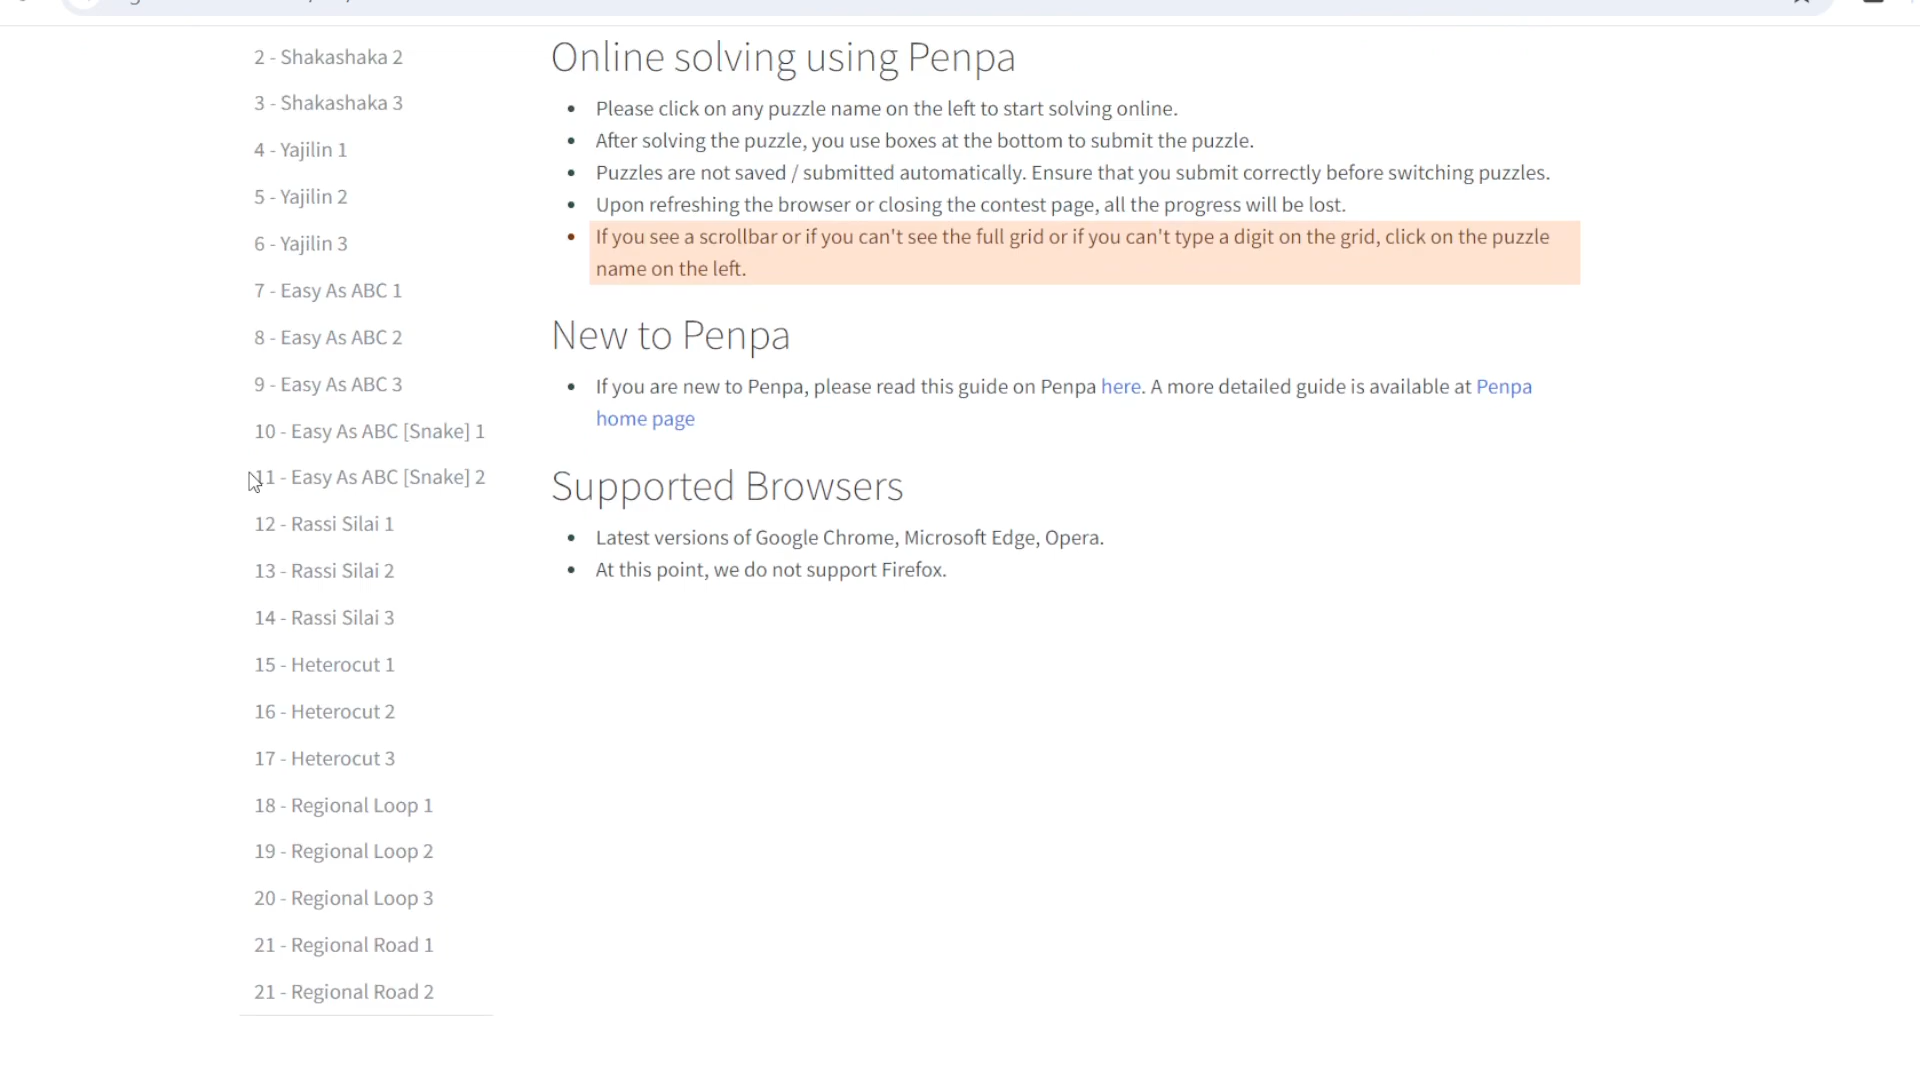 2 - Shakashaka 2
3 - Shakashaka 3
4 - Yajilin 1
5 - Yajilin 2
6 - Yajilin 3
7 - Easy As ABC 1
8 - Easy As ABC 2
9 - Easy As ABC 3
10 - Easy As ABC [Snake] 1
11 - Easy As ABC [Snake] 2
12 - Rassi Silai 1
13 - Rassi Silai 2
14 - Rassi Silai 3
15 - Heterocut 1
16 - Heterocut 2
17 - Heterocut 3
18 - Regional Loop 1
19 - Regional Loop 2
20 - Regional Loop 3
21 - Regional Road 1
21 - Regional Road 2
Online solving using Penpa
• Please click on any puzzle name on the left to start solving online.
• After solving the puzzle, you use boxes at the bottom to submit the puzzle.
• Puzzles are not saved / submitted automatically. Ensure that you submit correctly before switching puzzles.
• Upon refreshing the browser or closing the contest page, all the progress will be lost.
• If you see a scrollbar or if you can't see the full grid or if you can't type a digit on the grid, click on the puzzle
name on the left.
New to Penpa
• If you are new to Penpa, please read this guide on Penpa here. A more detailed guide is available at Penpa
home page
Supported Browsers
• Latest versions of Google Chrome, Microsoft Edge, Opera.
• At this point, we do not support Firefox.